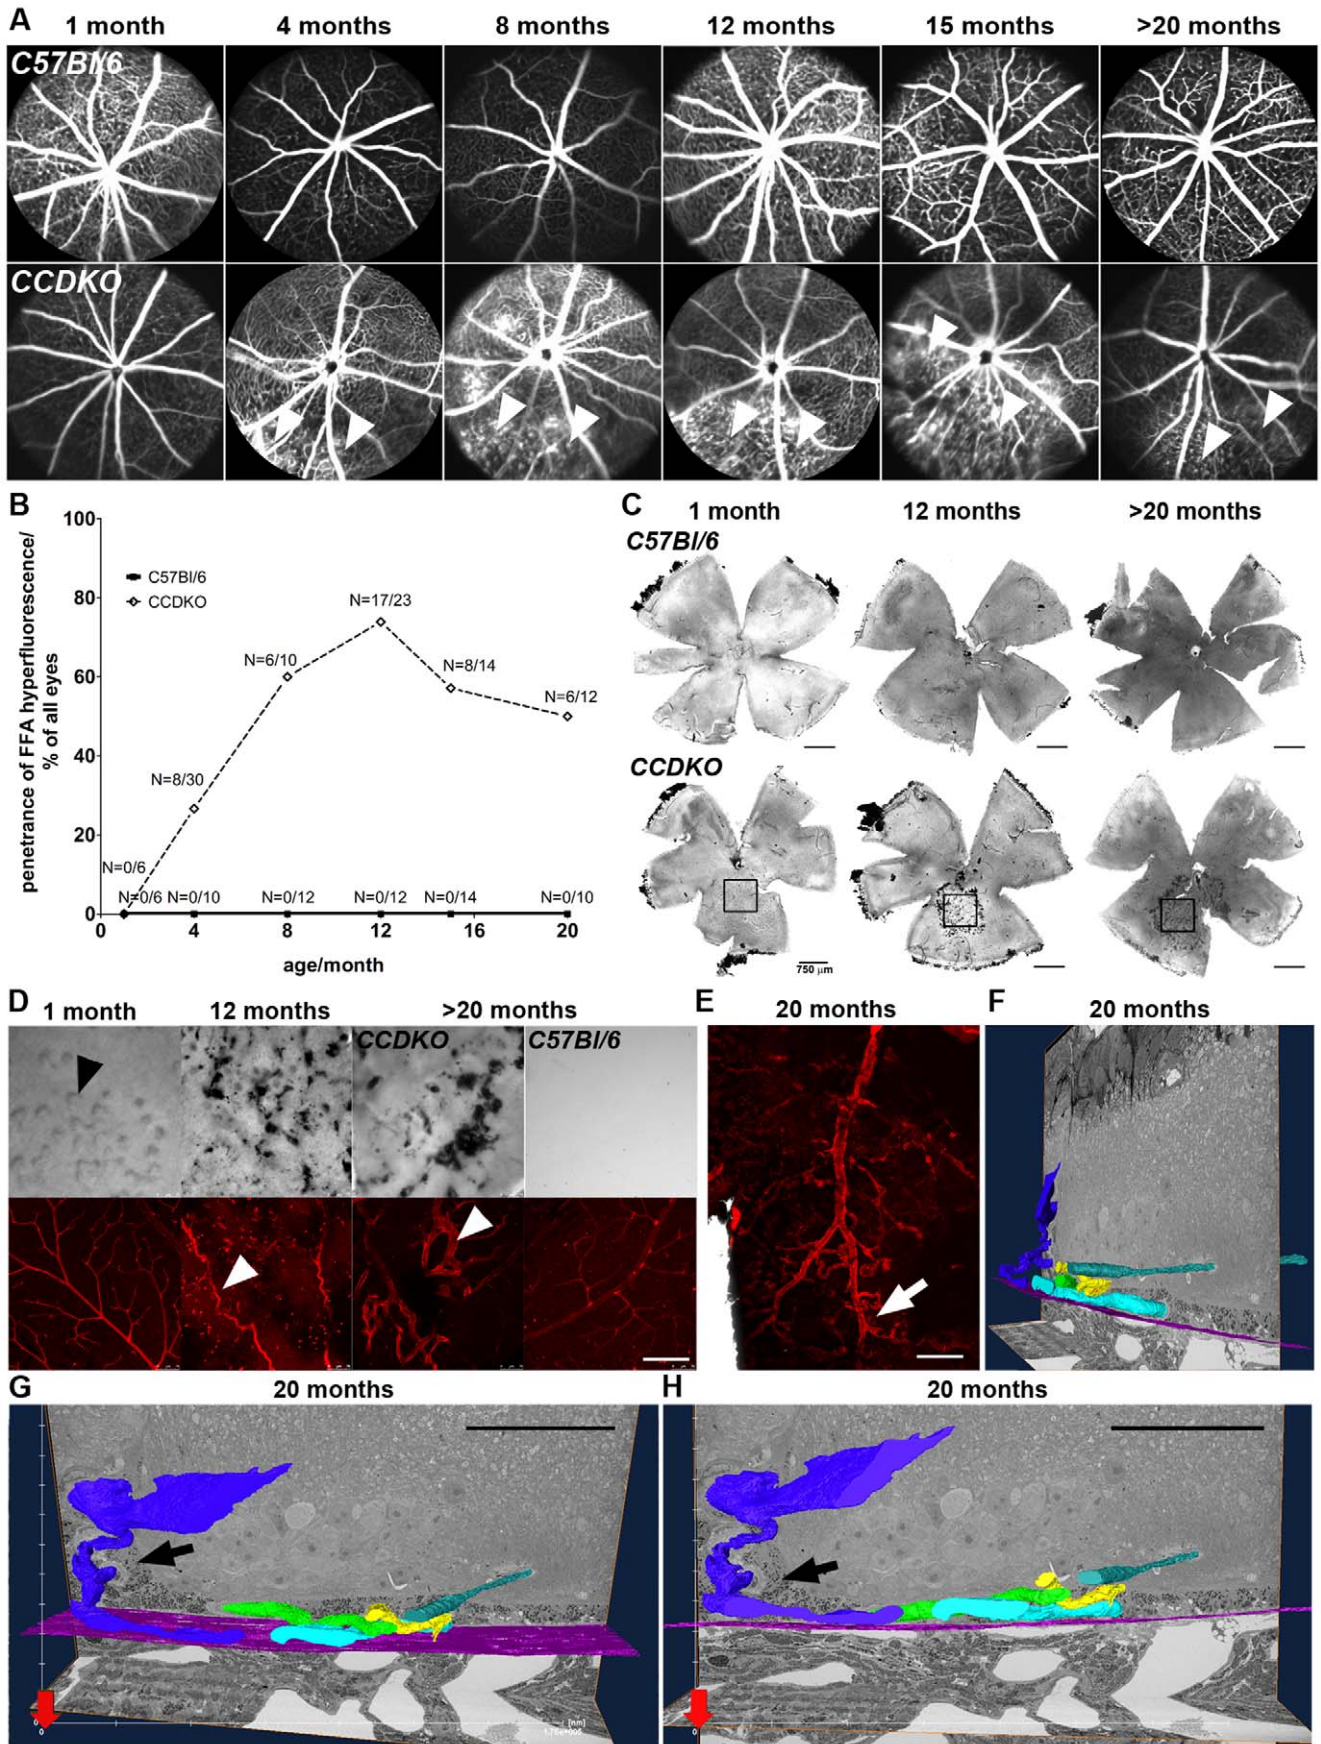 A
1 month 4 months 8 months 12 months 15 months >20 months
C57Bl/6
CCDKO
B
100
80
60
40
20
0
penetrance of FFA hyperfluorescence/
% of all eyes
C57Bl/6
CCDKO
N=17/23
N=6/10
N=8/14
N=6/12
N=8/30
N=0/6
N=0/6 N=0/10 N=0/12 N=0/12 N=0/14 N=0/10
0 4 8 12 16 20
age/month
C
1 month 12 months >20 months
C57Bl/6
CCDKO
750 µm
D
1 month 12 months >20 months
CCDKO C57Bl/6
E
20 months
F
20 months
G
20 months
0
0
[nm]
H
20 months
0